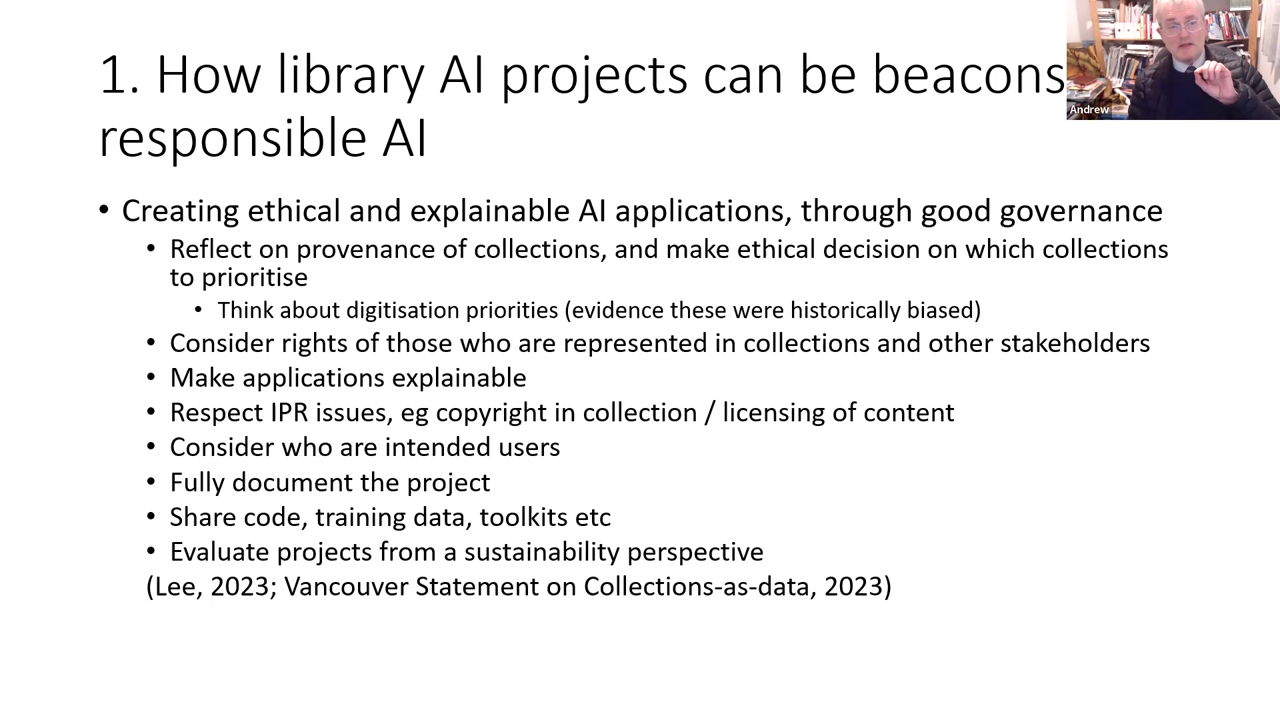 1. How library AI projects can be beacons
responsible AI
• Creating ethical and explainable AI applications, through good governance
• Reflect on provenance of collections, and make ethical decision on which collections
to prioritise
• Think about digitisation priorities (evidence these were historically biased)
• Consider rights of those who are represented in collections and other stakeholders
• Make applications explainable
• Respect IPR issues, eg copyright in collection / licensing of content
• Consider who are intended users
• Fully document the project
• Share code, training data, toolkits etc
• Evaluate projects from a sustainability perspective
(Lee, 2023; Vancouver Statement on Collections-as-data, 2023)
Andrew